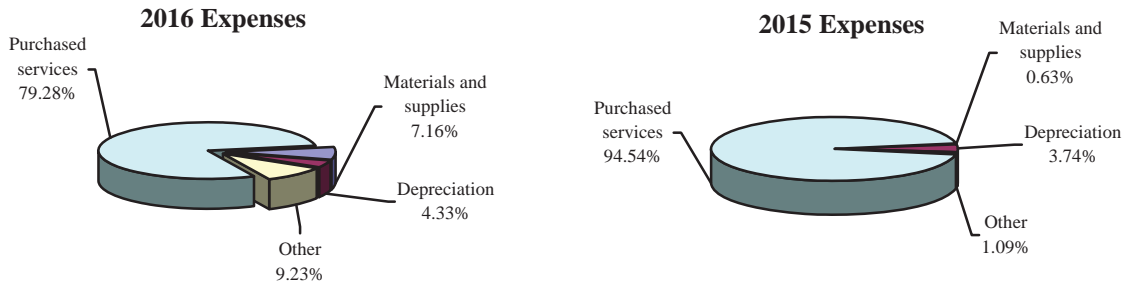 2016 Expenses
Purchased
services
79.28%
Materials and
supplies
7.16%
Depreciation
4.33%
Other
9.23%
2015 Expenses
Materials and
supplies
0.63%
Purchased
services
94.54%
Depreciation
3.74%
Other
1.09%